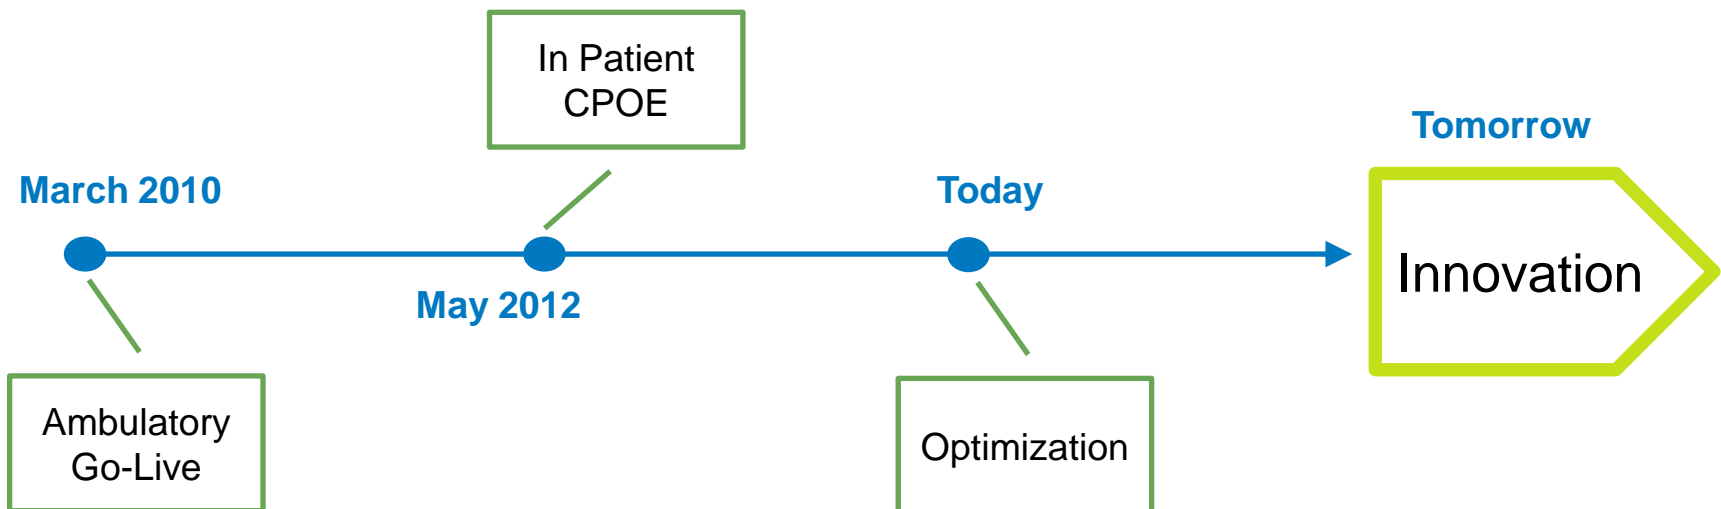 In Patient
CPOE
Tomorrow
March 2010
Today
Innovation
May 2012
Ambulatory
Go-Live
Optimization